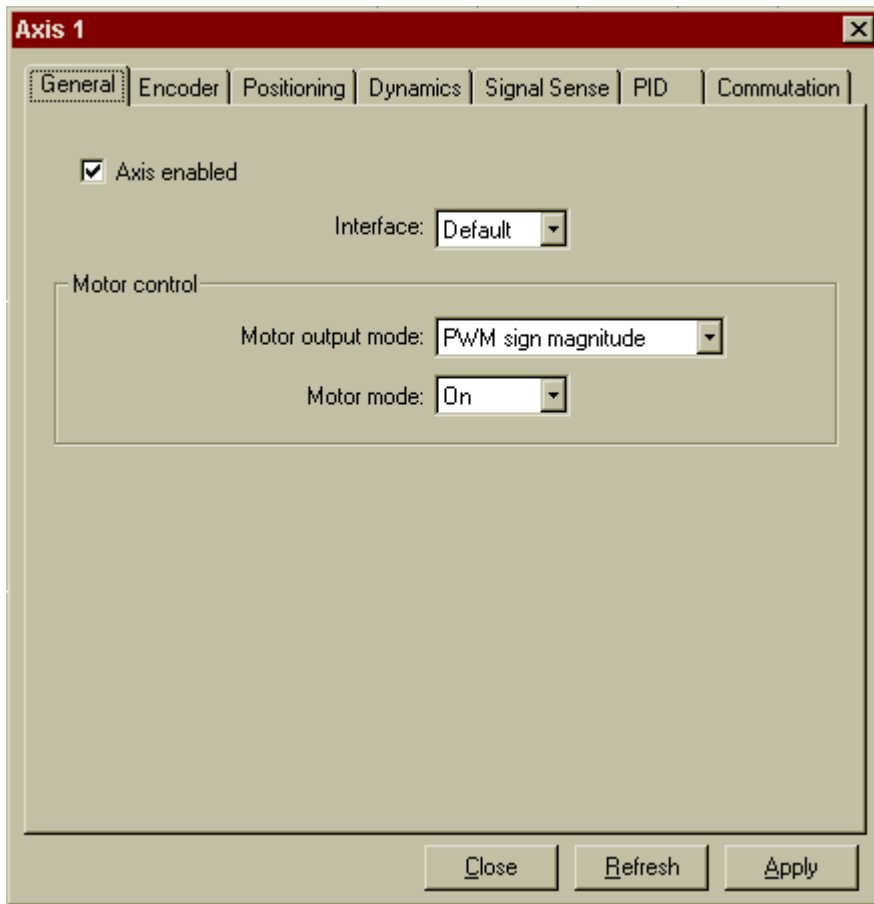 Axis 1
General Encoder Positioning Dynamics Signal Sense PID Commutation
Axis enabled
Interface: Default
Motor control
Motor output mode: PWM sign magnitude
Motor mode: On
Close Refresh Apply